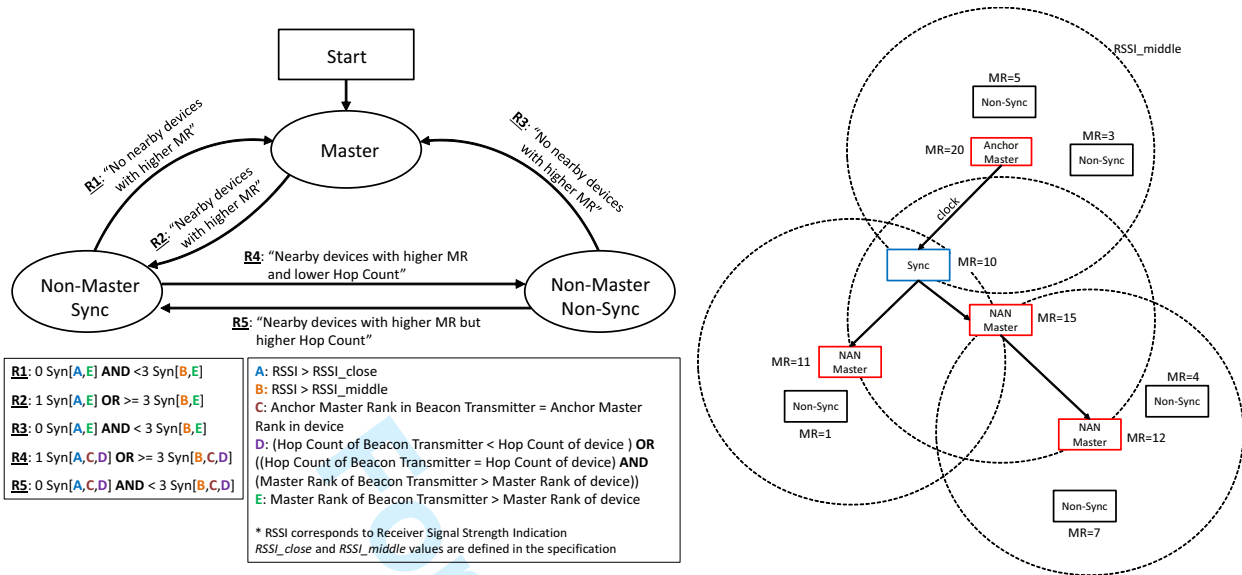 Start
Master
R1: “No nearby devices
with higher MR”
R2: “Nearby devices
with higher MR”
R3: “No nearby devices
with higher MR”
R4: “Nearby devices with higher MR
and lower Hop Count”
Non-Master
Sync
Non-Master
Non-Sync
R5: “Nearby devices with higher MR but
higher Hop Count”
R1: 0 Syn[A,E] AND <3 Syn[B,E]
R2: 1 Syn[A,E] OR >= 3 Syn[B,E]
R3: 0 Syn[A,E] AND < 3 Syn[B,E]
R4: 1 Syn[A,C,D] OR >= 3 Syn[B,C,D]
R5: 0 Syn[A,C,D] AND < 3 Syn[B,C,D]
A: RSSI > RSSI_close
B: RSSI > RSSI_middle
C: Anchor Master Rank in Beacon Transmitter = Anchor Master
Rank in device
D: (Hop Count of Beacon Transmitter < Hop Count of device ) OR
((Hop Count of Beacon Transmitter = Hop Count of device) AND
(Master Rank of Beacon Transmitter > Master Rank of device))
E: Master Rank of Beacon Transmitter > Master Rank of device
* RSSI corresponds to Receiver Signal Strength Indication
RSSI_close and RSSI_middle values are defined in the specification
For
RSSI_middle
MR=5
Non-Sync
MR=20
Anchor
Master
MR=3
Non-Sync
clock
Sync
MR=10
NAN
Master
MR=15
MR=11
NAN
Master
Non-Sync
MR=1
MR=4
Non-Sync
NAN
Master
MR=12
Non-Sync
MR=7